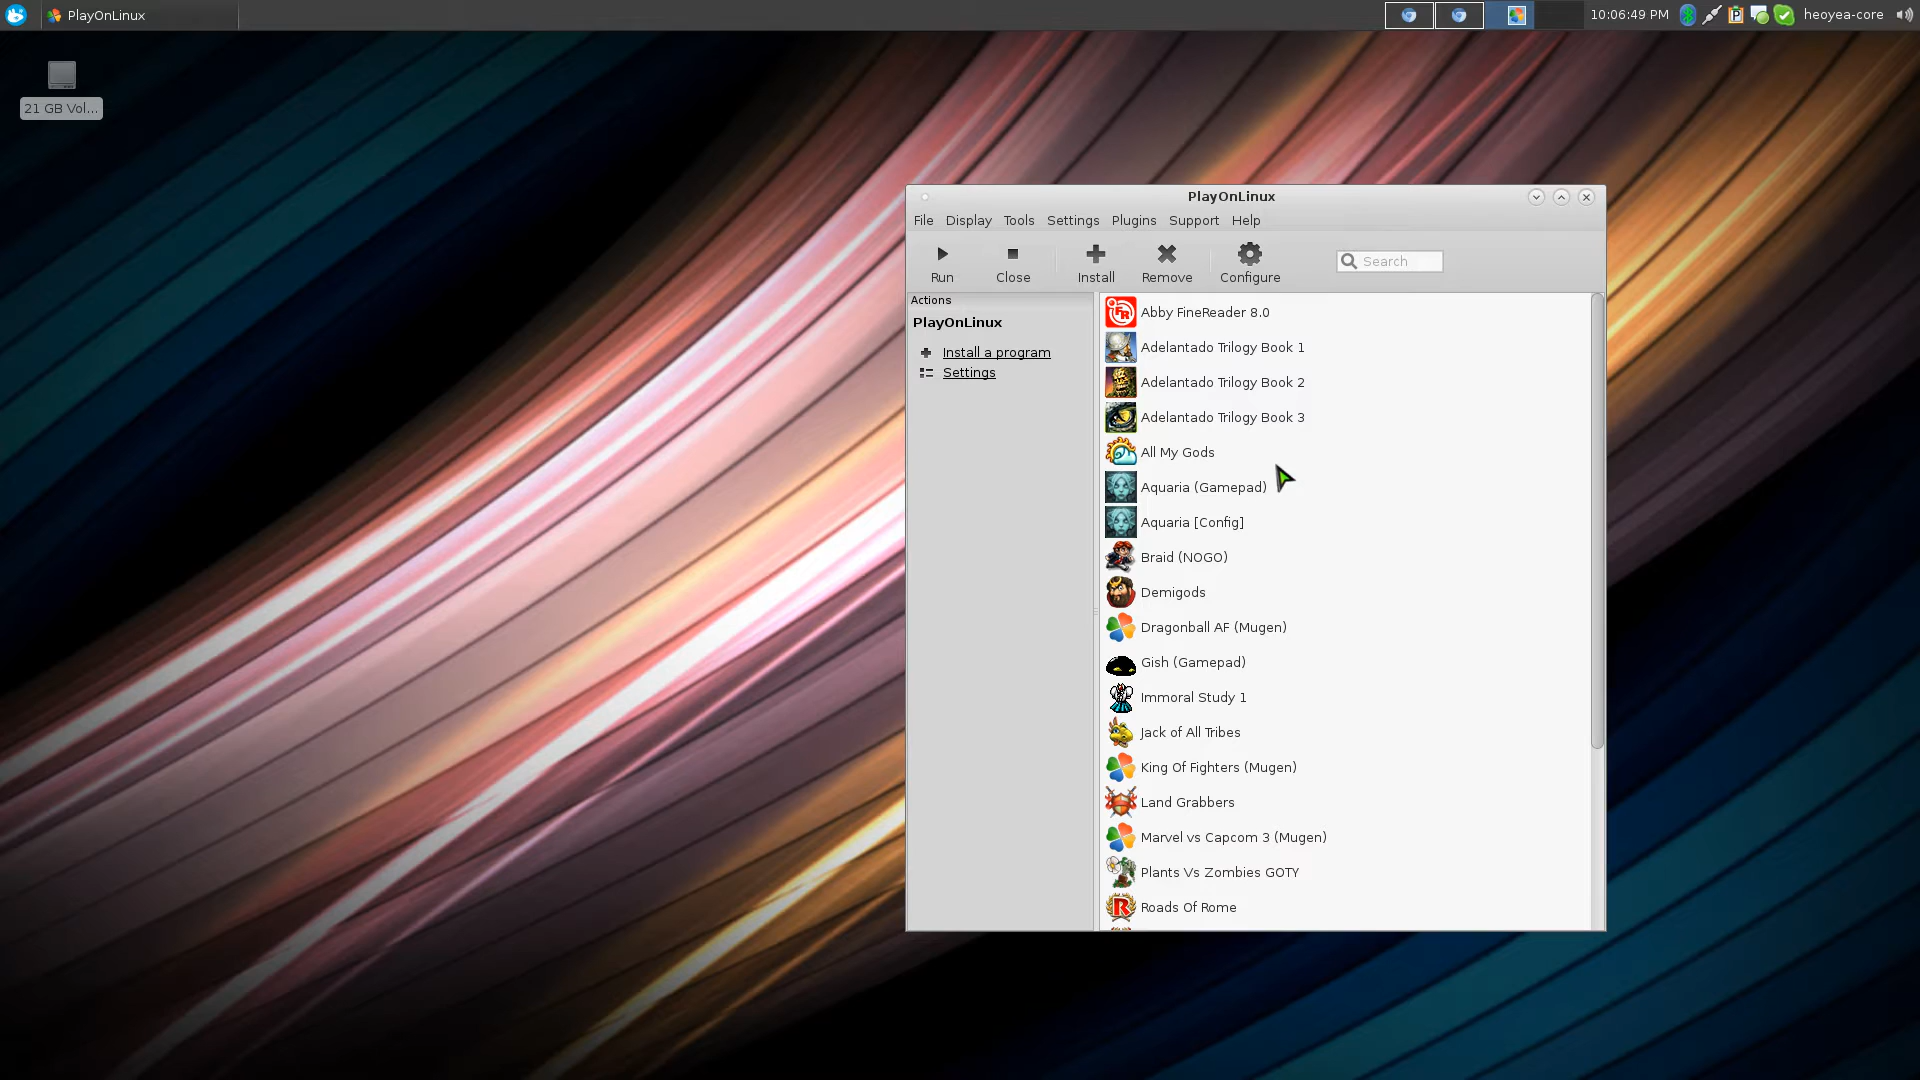 PlayOnLinux
10:06:49 PM
heoyea-core
21 GB Vol...
PlayOnLinux
File Display Tools Settings Plugins Support Help
Run Close Install Remove Configure Search
Actions
PlayOnLinux
Install a program
Settings
Abby FineReader 8.0
Adelantado Trilogy Book 1
Adelantado Trilogy Book 2
Adelantado Trilogy Book 3
All My Gods
Aquaria (Gamepad)
Aquaria [Config]
Braid (NOGO)
Demigods
Dragonball AF (Mugen)
Gish (Gamepad)
Immoral Study 1
Jack of All Tribes
King Of Fighters (Mugen)
Land Grabbers
Marvel vs Capcom 3 (Mugen)
Plants Vs Zombies GOTY
Roads Of Rome